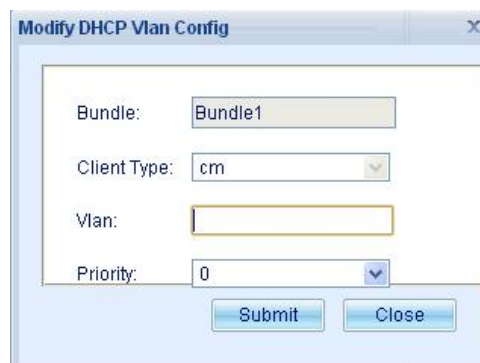 Modify DHCP Vlan Config X
Bundle: Bundle1
Client Type: cm
Vlan:
Priority: 0
Submit Close